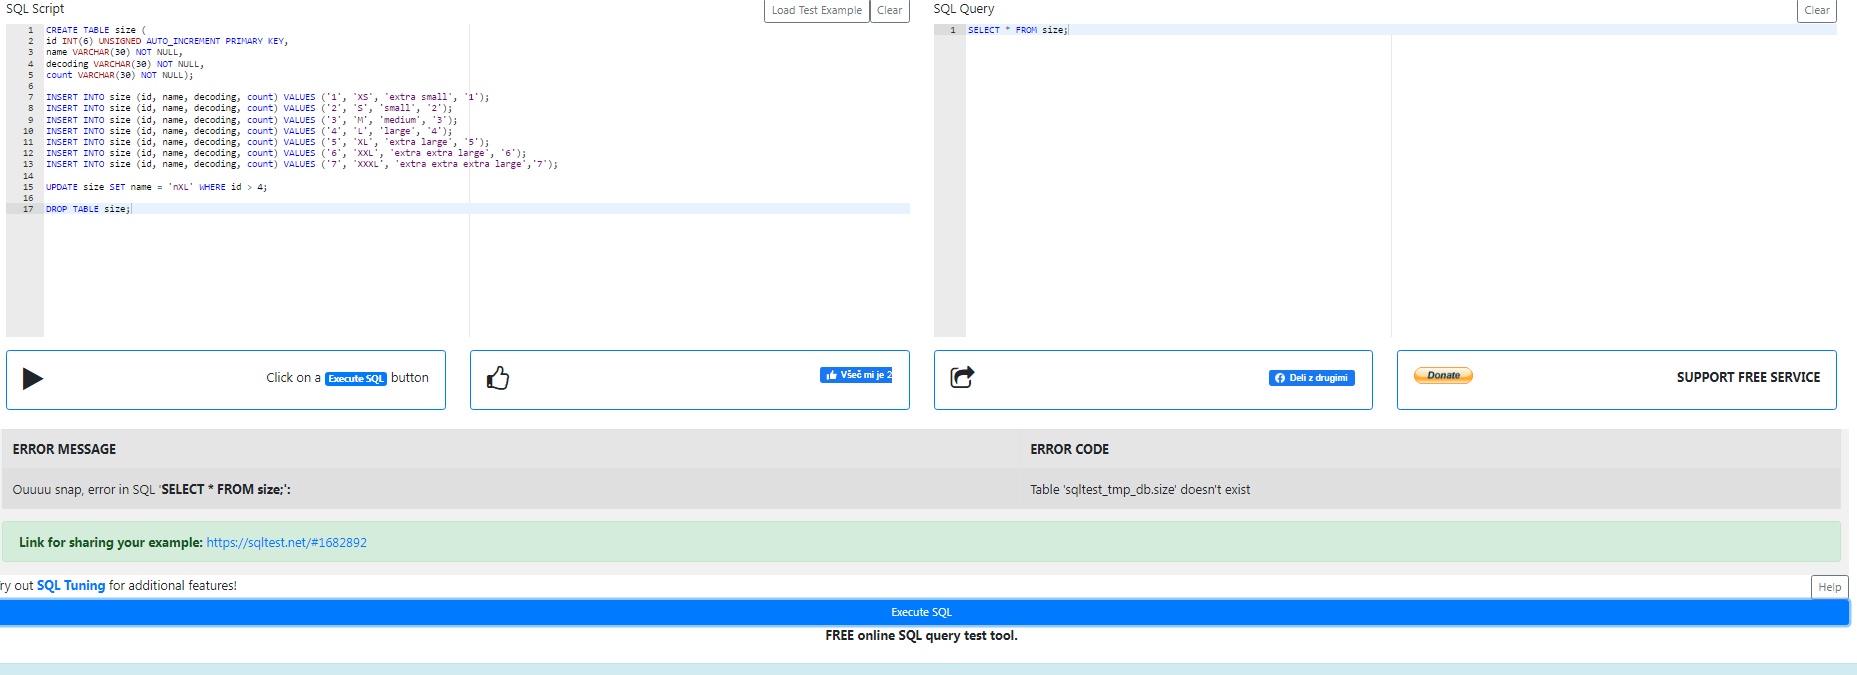 SQL Script
Load Test Example
Clear
1 CREATE TABLE size (
2 id INT(6) UNSIGNED AUTO_INCREMENT PRIMARY KEY,
3 name VARCHAR(30) NOT NULL,
4 decoding VARCHAR(30) NOT NULL,
5 count VARCHAR(30) NOT NULL);
6
7 INSERT INTO size (id, name, decoding, count) VALUES ('1', 'XS', 'extra small', '1');
8 INSERT INTO size (id, name, decoding, count) VALUES ('2', 'S', 'small', '2');
9 INSERT INTO size (id, name, decoding, count) VALUES ('3', 'M', 'medium', '3');
10 INSERT INTO size (id, name, decoding, count) VALUES ('4', 'L', 'large', '4');
11 INSERT INTO size (id, name, decoding, count) VALUES ('5', 'XL', 'extra large', '5');
12 INSERT INTO size (id, name, decoding, count) VALUES ('6', 'XXL', 'extra extra large', '6');
13 INSERT INTO size (id, name, decoding, count) VALUES ('7', 'XXXL', 'extra extra extra large','7');
14
15 UPDATE size SET name = 'nXL' WHERE id > 4;
16
17 DROP TABLE size;
SQL Query
Clear
1 SELECT * FROM size;
Click on a Execute SQL button
Všeč mi je 2
Deli z drugimi
Donate
SUPPORT FREE SERVICE
ERROR MESSAGE
ERROR CODE
Ouuuu snap, error in SQL 'SELECT * FROM size;':
Table 'sqltest_tmp_db.size' doesn't exist
Link for sharing your example: https://sqltest.net/#1682892
ry out SQL Tuning for additional features!
Help
Execute SQL
FREE online SQL query test tool.